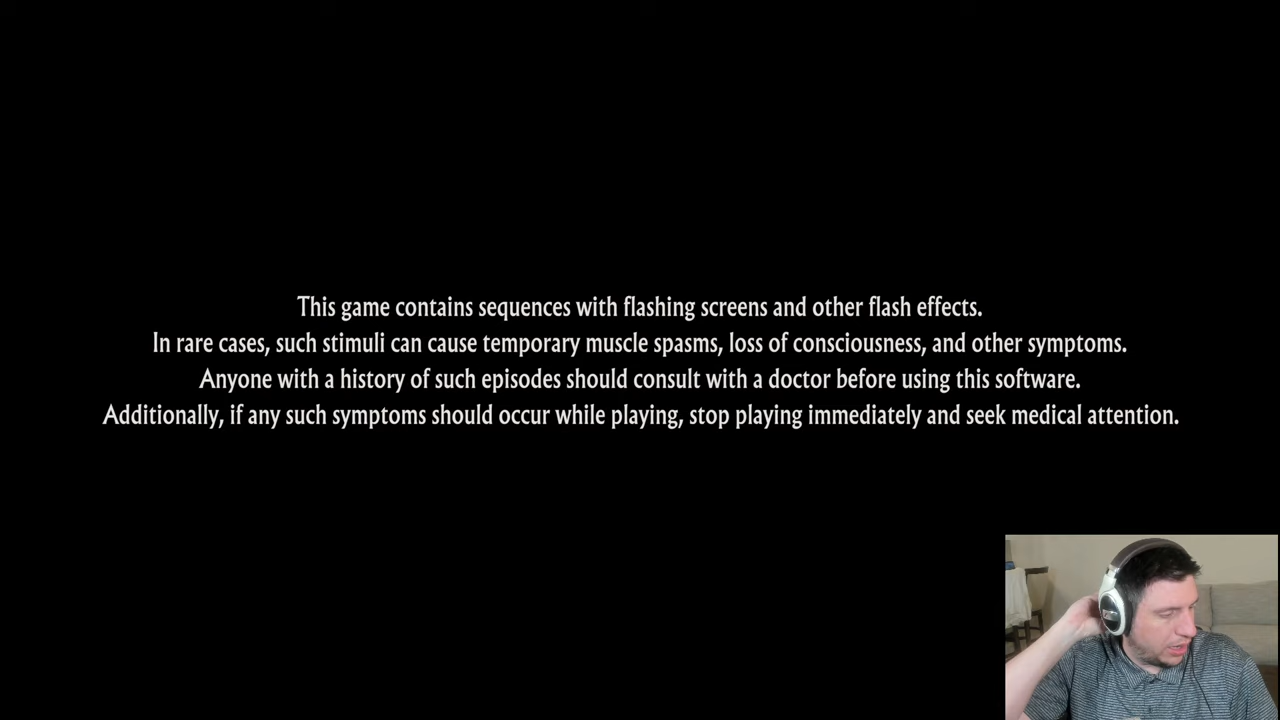 This game contains sequences with flashing screens and other flash effects.
In rare cases, such stimuli can cause temporary muscle spasms, loss of consciousness, and other symptoms.
Anyone with a history of such episodes should consult with a doctor before using this software.
Additionally, if any such symptoms should occur while playing, stop playing immediately and seek medical attention.